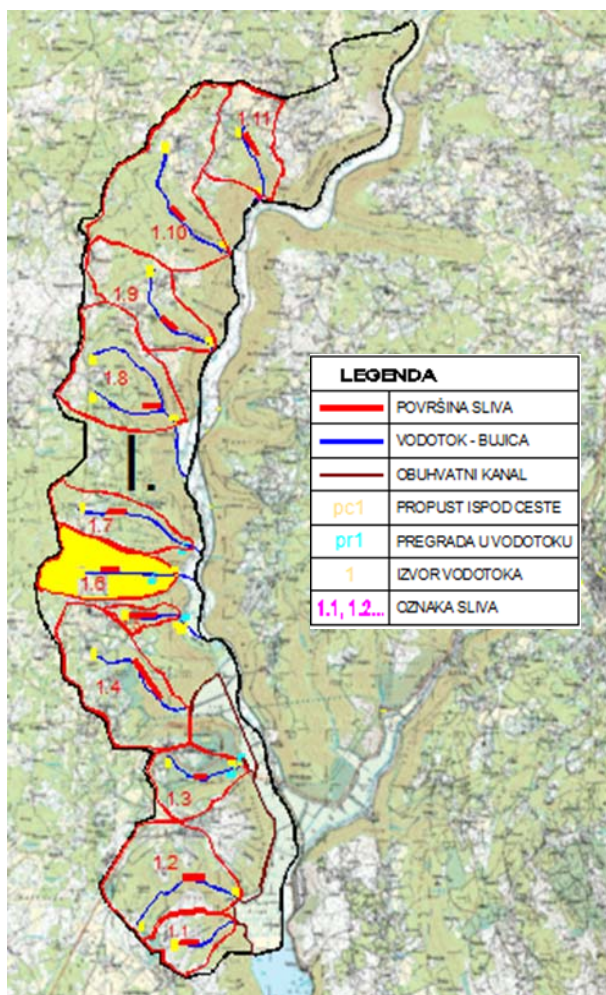 1.11
1.10
1.9
1.8
I.
1.7
1.6
1.4
1.3
1.2
1.1
LEGENDA
POVRŠINA SLIVA
VODOTOK - BUJICA
OBUHVATNI KANAL
pc1 PROPUST ISPOD CESTE
pr1 PREGRADA U VODOTOKU
1 IZVOR VODOTOKA
1.1, 1.2... OZNAKA SLIVA